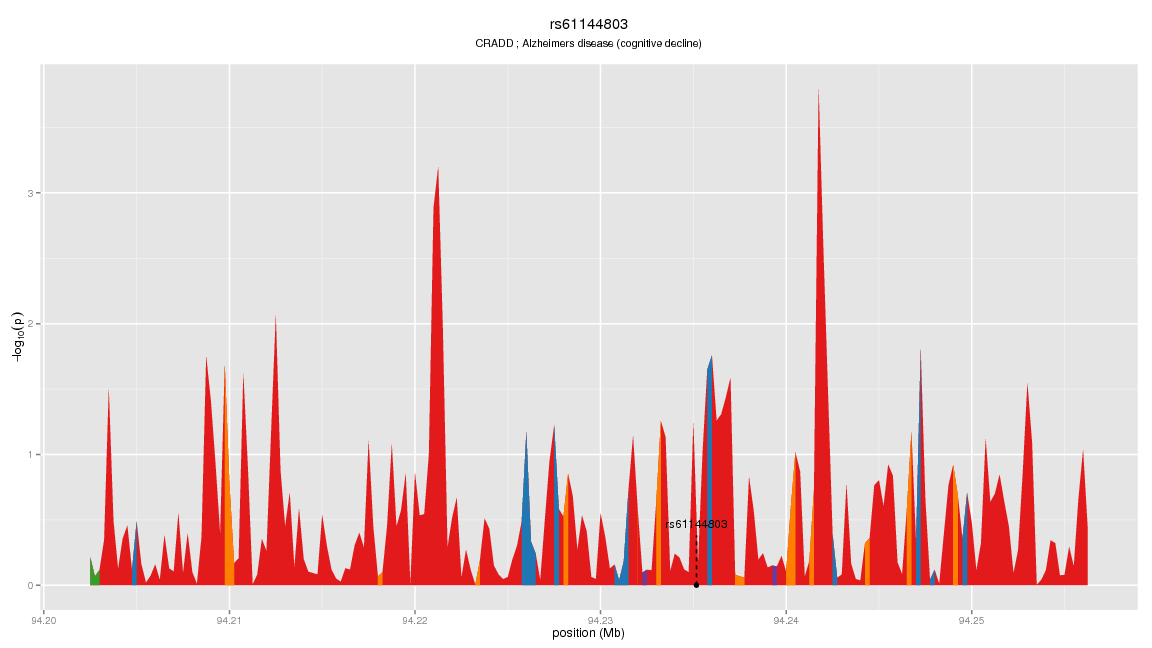 rs61144803
CRADD ; Alzheimers disease (cognitive decline)
−log10(p)
3
2
1
0
rs61144803
94.20 94.21 94.22 94.23 94.24 94.25
position (Mb)